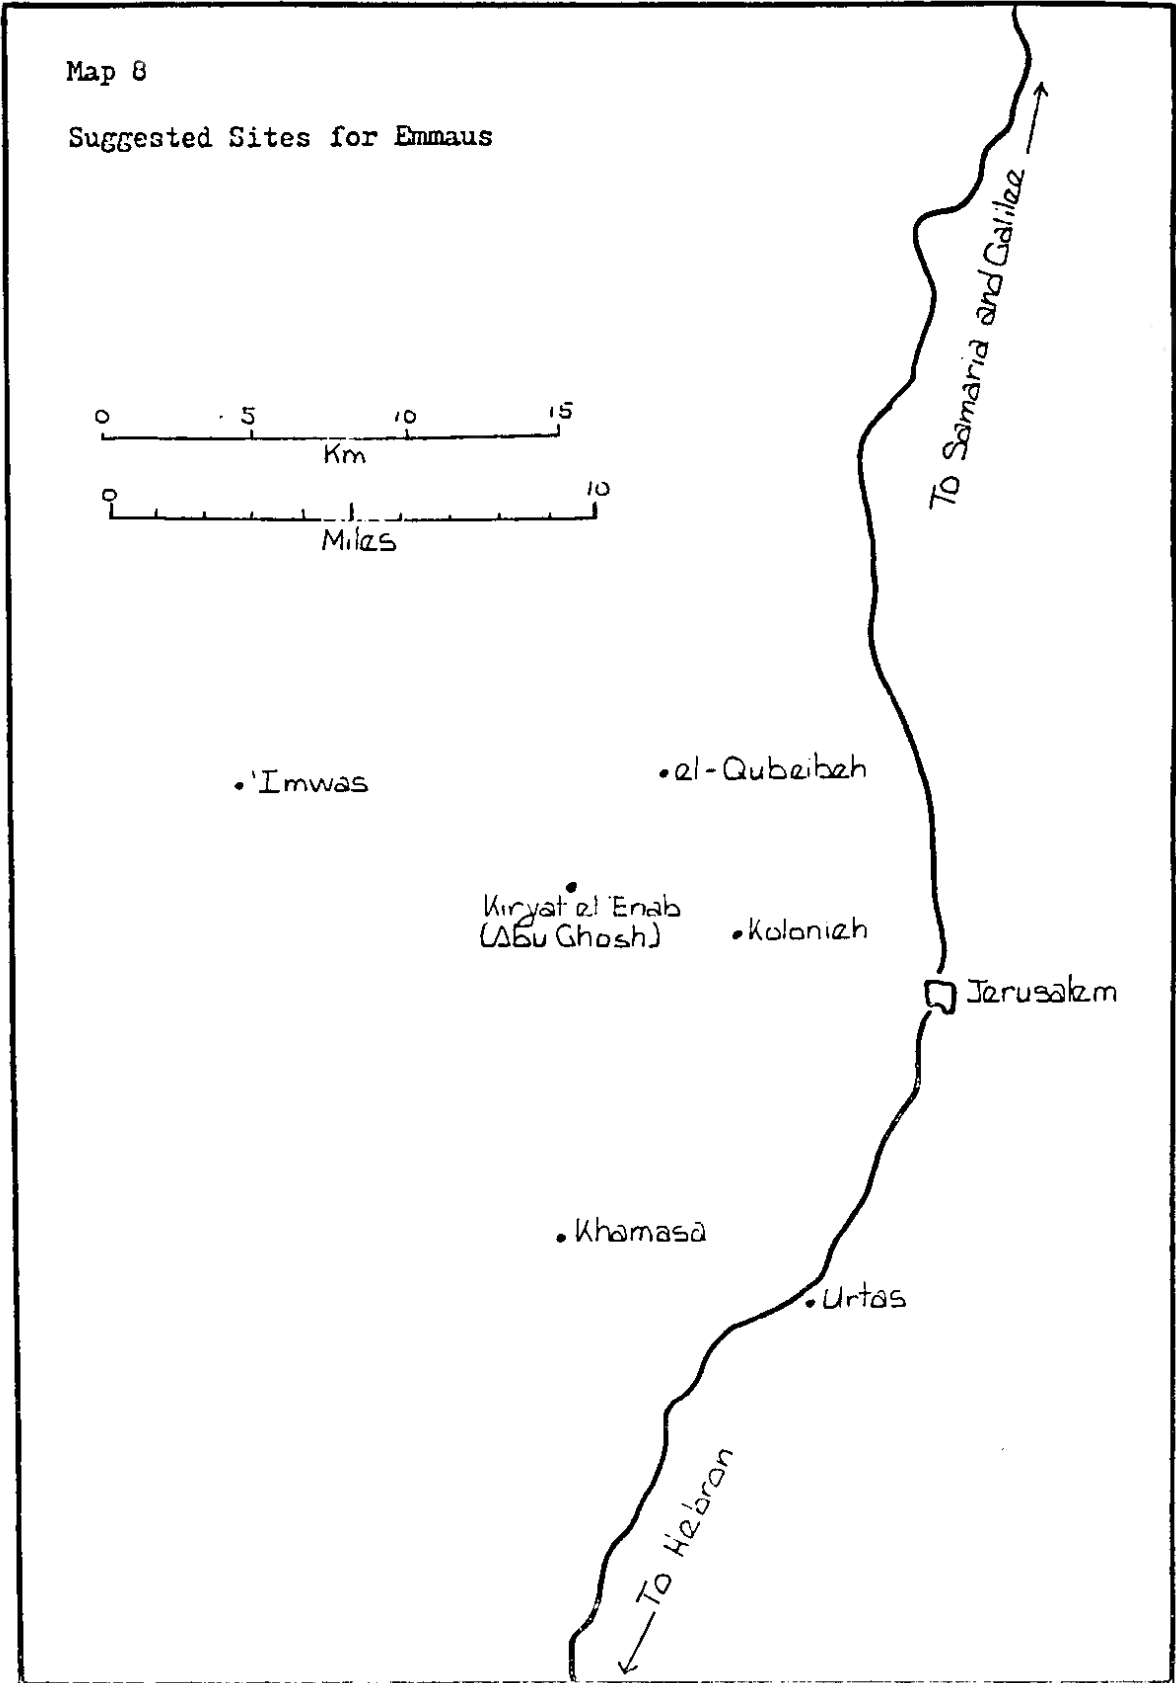 Map 8
Suggested Sites for Emmaus
0 5 10 15
Km
0 10
Miles
To Samaria and Galilee
el-Qubeibeh
'Imwas
Kiryat el 'Enab
(Abu Ghosh)
Kolonieh
Jerusalem
Khamasa
Urtas
To Hebron